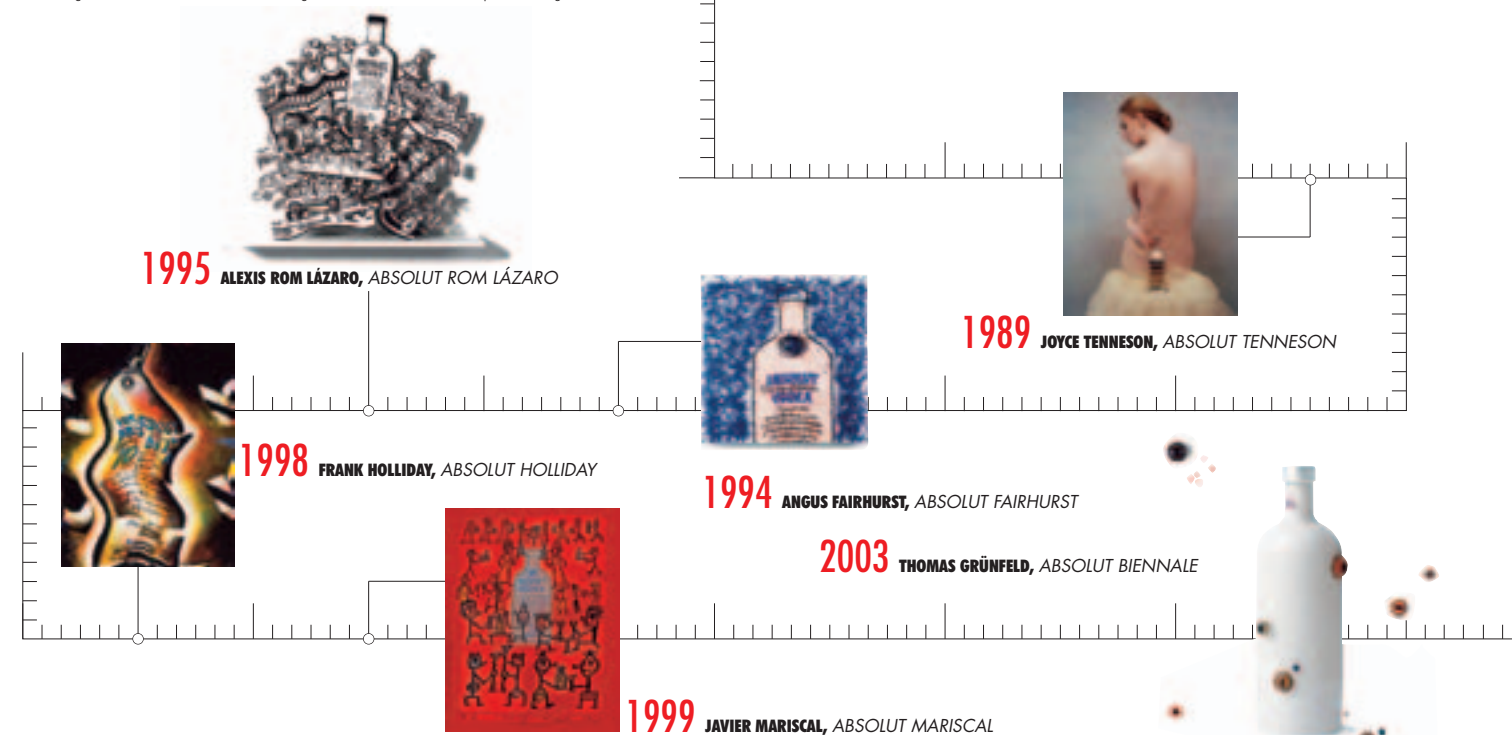 1995 ALEXIS ROM LÁZARO, ABSOLUT ROM LÁZARO
1989 JOYCE TENNESON, ABSOLUT TENNESON
1998 FRANK HOLLIDAY, ABSOLUT HOLLIDAY
1994 ANGUS FAIRHURST, ABSOLUT FAIRHURST
2003 THOMAS GRÜNFELD, ABSOLUT BIENNALE
1999 JAVIER MARISCAL, ABSOLUT MARISCAL